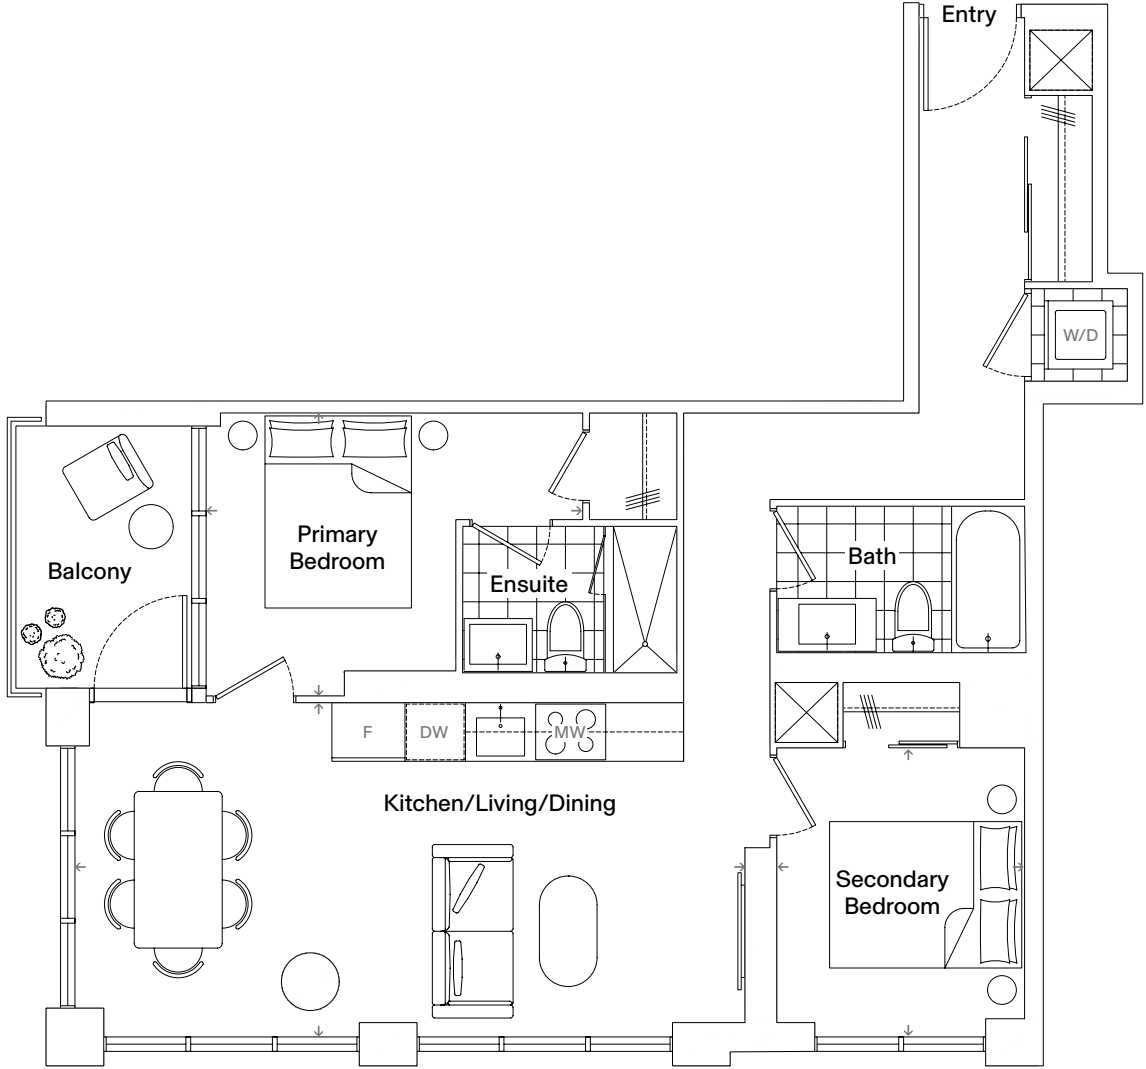 Entry
W/D
Primary
Bedroom
Balcony
Ensuite
Bath
F
DW
MW
Kitchen/Living/Dining
Secondary
Bedroom